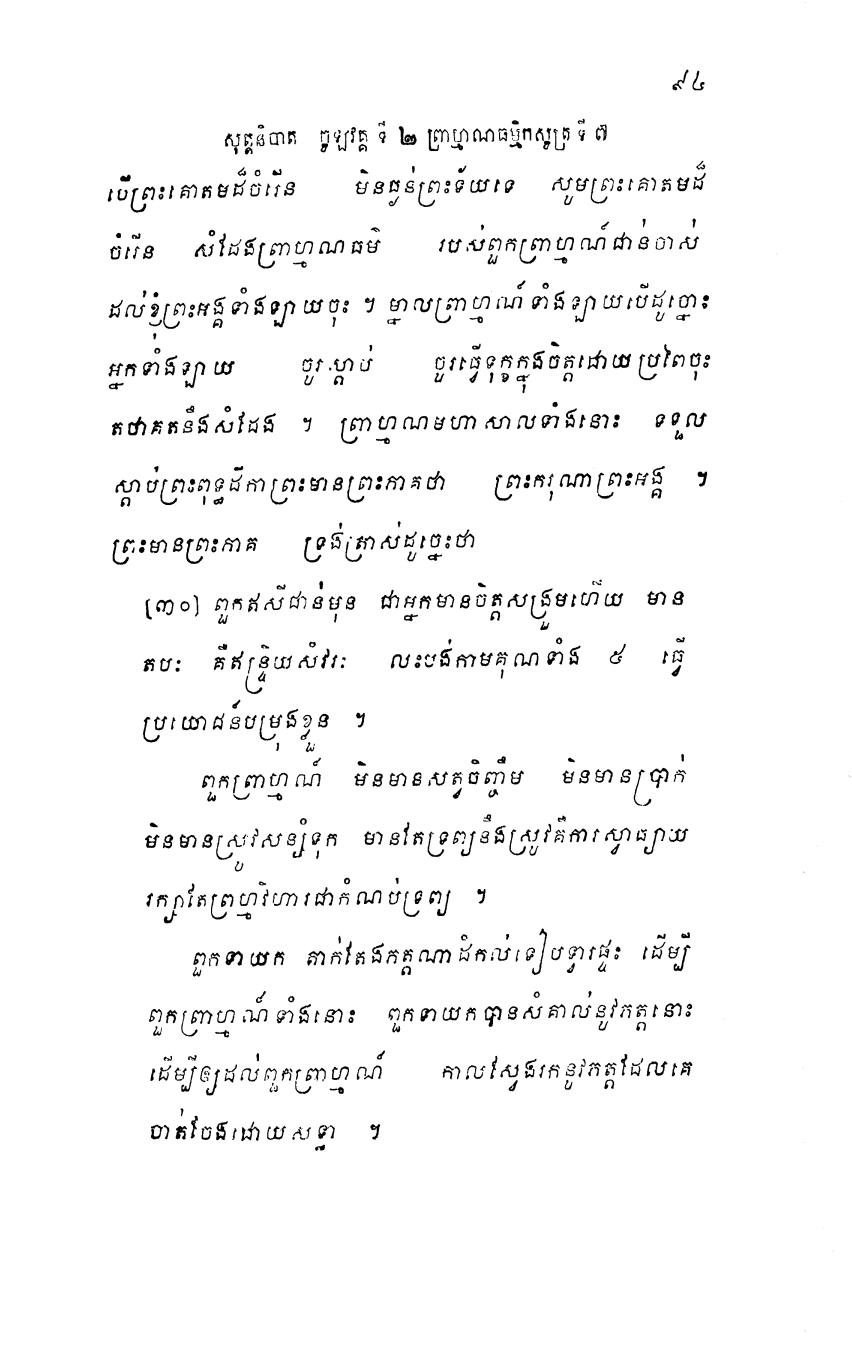 ៩៤
សុត្តនិបាត ចូឡវគ្គ ទី ២ ព្រាហ្មណធម្មិកសូត្រ ទី ៧
បើព្រះគោតមដ៏ចំរើន មិនធ្ងន់ព្រះទ័យទេ សូមព្រះគោតមដ៏
ចំរើន សំដែងព្រាហ្មណធម៌ របស់ពួកព្រាហ្មណ៍ជាន់ចាស់
ដល់ខ្ញុំព្រះអង្គទាំងឡាយចុះ ។ ម្នាលព្រាហ្មណ៍ទាំងឡាយបើដូច្នោះ
អ្នកទាំងឡាយ ចូរស្តាប់ ចូរធ្វើទុកក្នុងចិត្តដោយប្រពៃចុះ
តថាគតនឹងសំដែង ។ ព្រាហ្មណមហាសាលទាំងនោះ ទទួល
ស្តាប់ព្រះពុទ្ធដីកាព្រះមានព្រះភាគថា ព្រះករុណាព្រះអង្គ ។
ព្រះមានព្រះភាគ ទ្រង់ត្រាស់ដូច្នេះថា
[៣០] ពួកឥសីជាន់មុន ជាអ្នកមានចិត្តសង្រួមហើយ មាន
តបៈ គឺឥន្ទ្រិយសំវរៈ លះបង់កាមគុណទាំង ៥ ធ្វើ
ប្រយោជន៍បម្រុងខ្លួន ។
ពួកព្រាហ្មណ៍ មិនមានសត្វចិញ្ចឹម មិនមានប្រាក់
មិនមានស្រូវសន្សំទុក មានតែទ្រព្យនឹងស្រូវគឺការស្វាធ្យាយ
រក្សាតែព្រហ្មវិហារជាកំណប់ទ្រព្យ ។
ពួកទាយក តាក់តែងភត្តណាដំកល់ទៀបទ្វារផ្ទះ ដើម្បី
ពួកព្រាហ្មណ៍ទាំងនោះ ពួកទាយកបានសំគាល់នូវភត្តនោះ
ដើម្បីឲ្យដល់ពួកព្រាហ្មណ៍ កាលស្វែងរកនូវភត្តដែលគេ
ចាត់ចែងដោយសទ្ធា ។